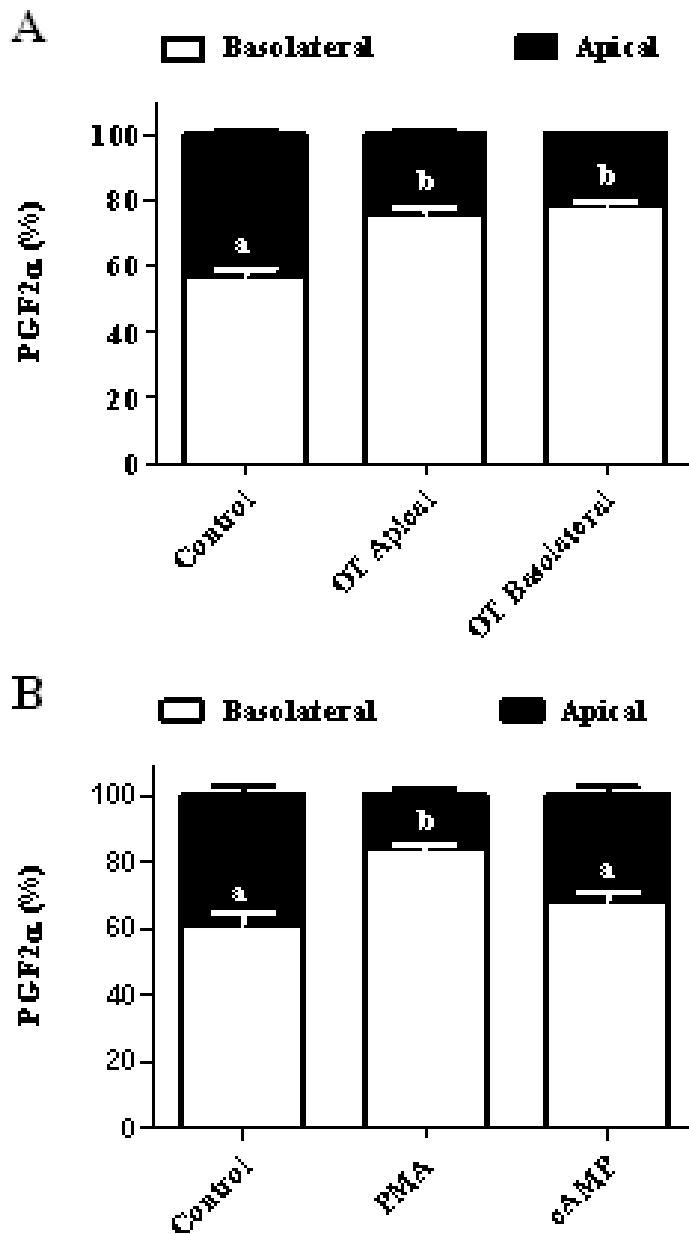 A
Basolateral Apical
PGF2α (%)
100
80
60
40
20
0
a
b
b
Control
OT Apical
OT Basolateral
B
Basolateral Apical
PGF2α (%)
100
80
60
40
20
0
a
b
a
Control
PMA
cAMP